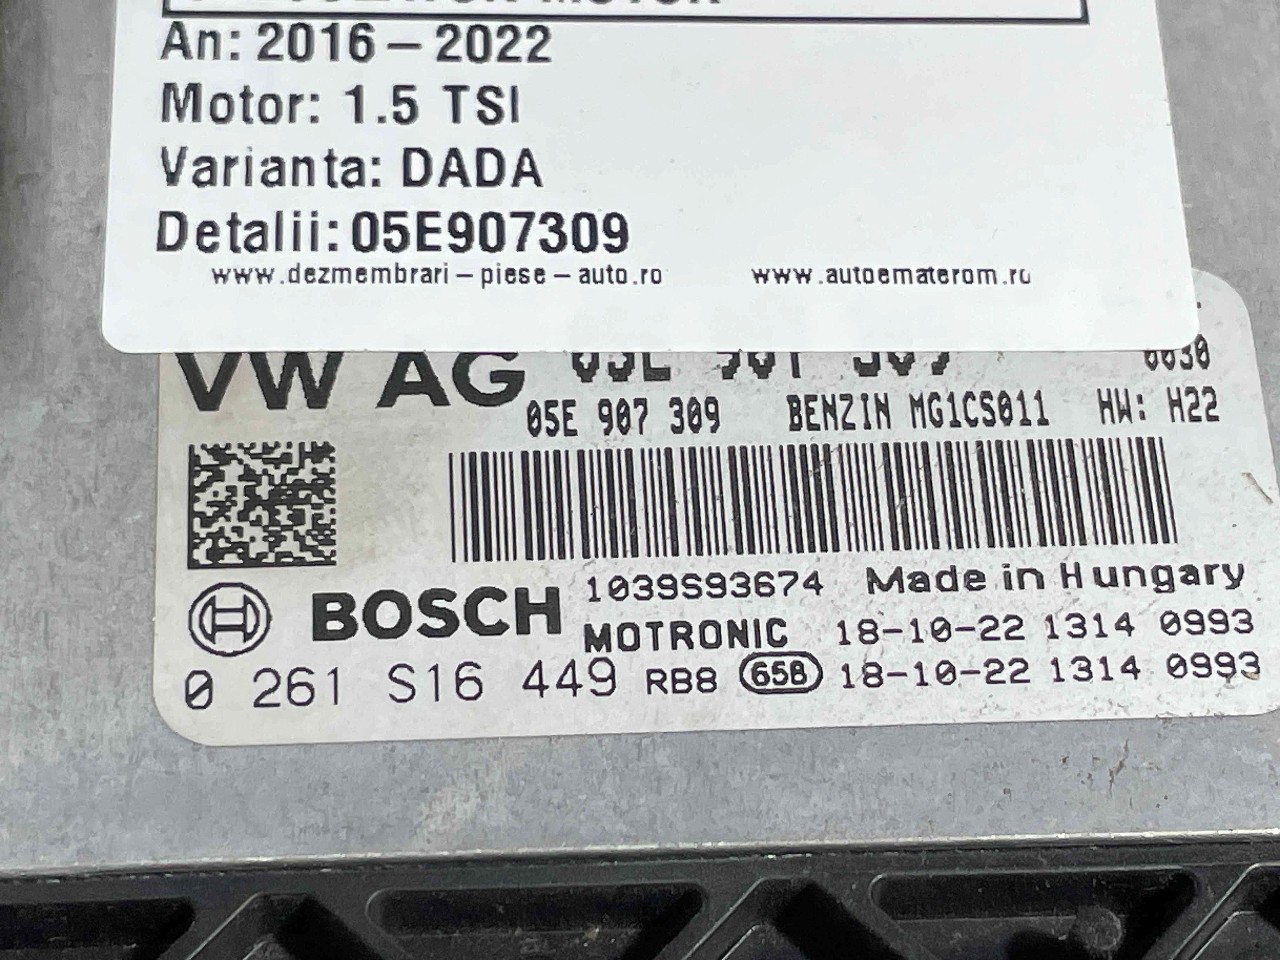 An: 2016 – 2022
Motor: 1.5 TSI
Varianta: DADA
Detalii: 05E907309
www.dezmembrari – piese – auto.ro www.autoematerom.ro
VW AG 0030
05E 907 309 BENZIN MG1CS011 HW: H22
BOSCH 1039S93674 Made in Hungary
MOTRONIC 18-10-22 1314 0993
0 261 S16 449 RB8 658 18-10-22 1314 0993